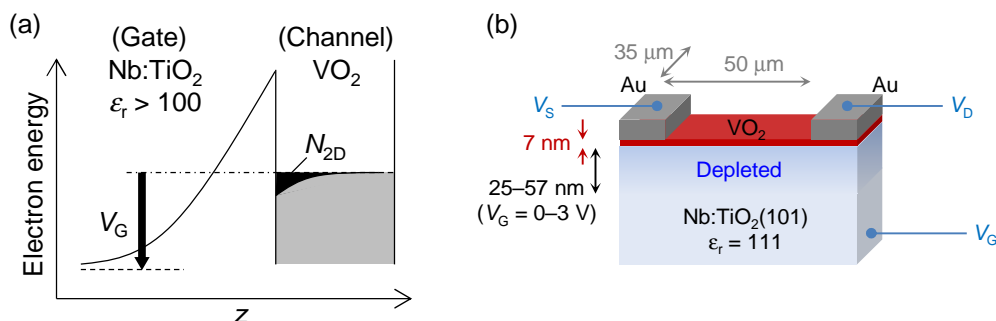 (a)
(Gate)
Nb:TiO2
εr > 100
(Channel)
VO2
N2D
VG
Electron energy
z
(b)
35 μm
50 μm
Au
Au
VS
VD
VO2
7 nm
Depleted
25–57 nm
(VG = 0–3 V)
Nb:TiO2(101)
εr = 111
VG